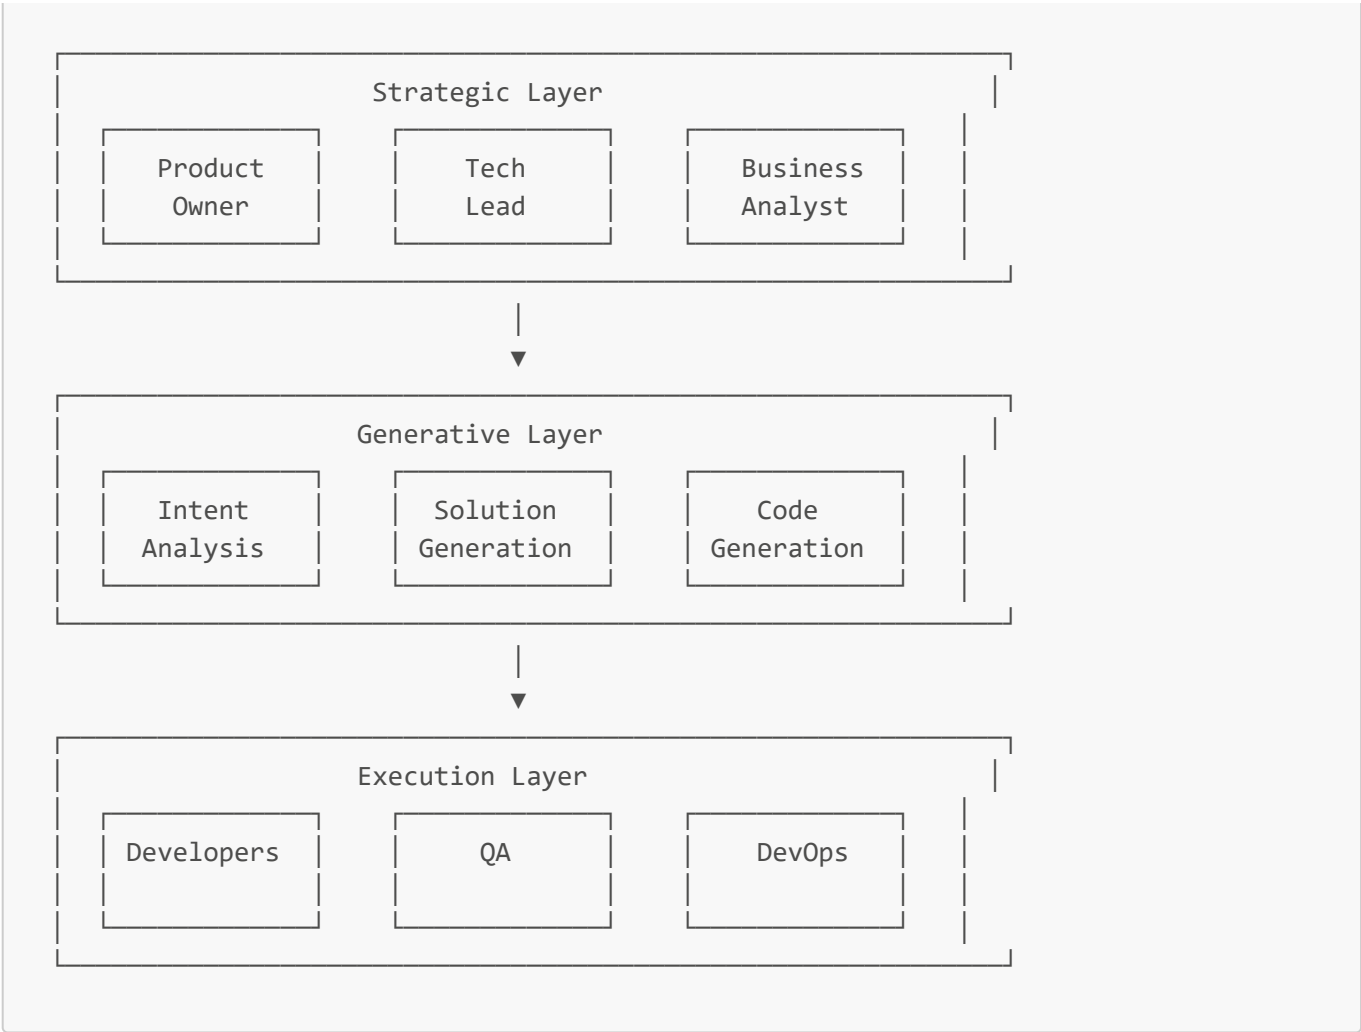 Strategic Layer
Product Tech Business
Owner Lead Analyst
▼
Generative Layer
Intent Solution Code
Analysis Generation Generation
▼
Execution Layer
Developers QA DevOps